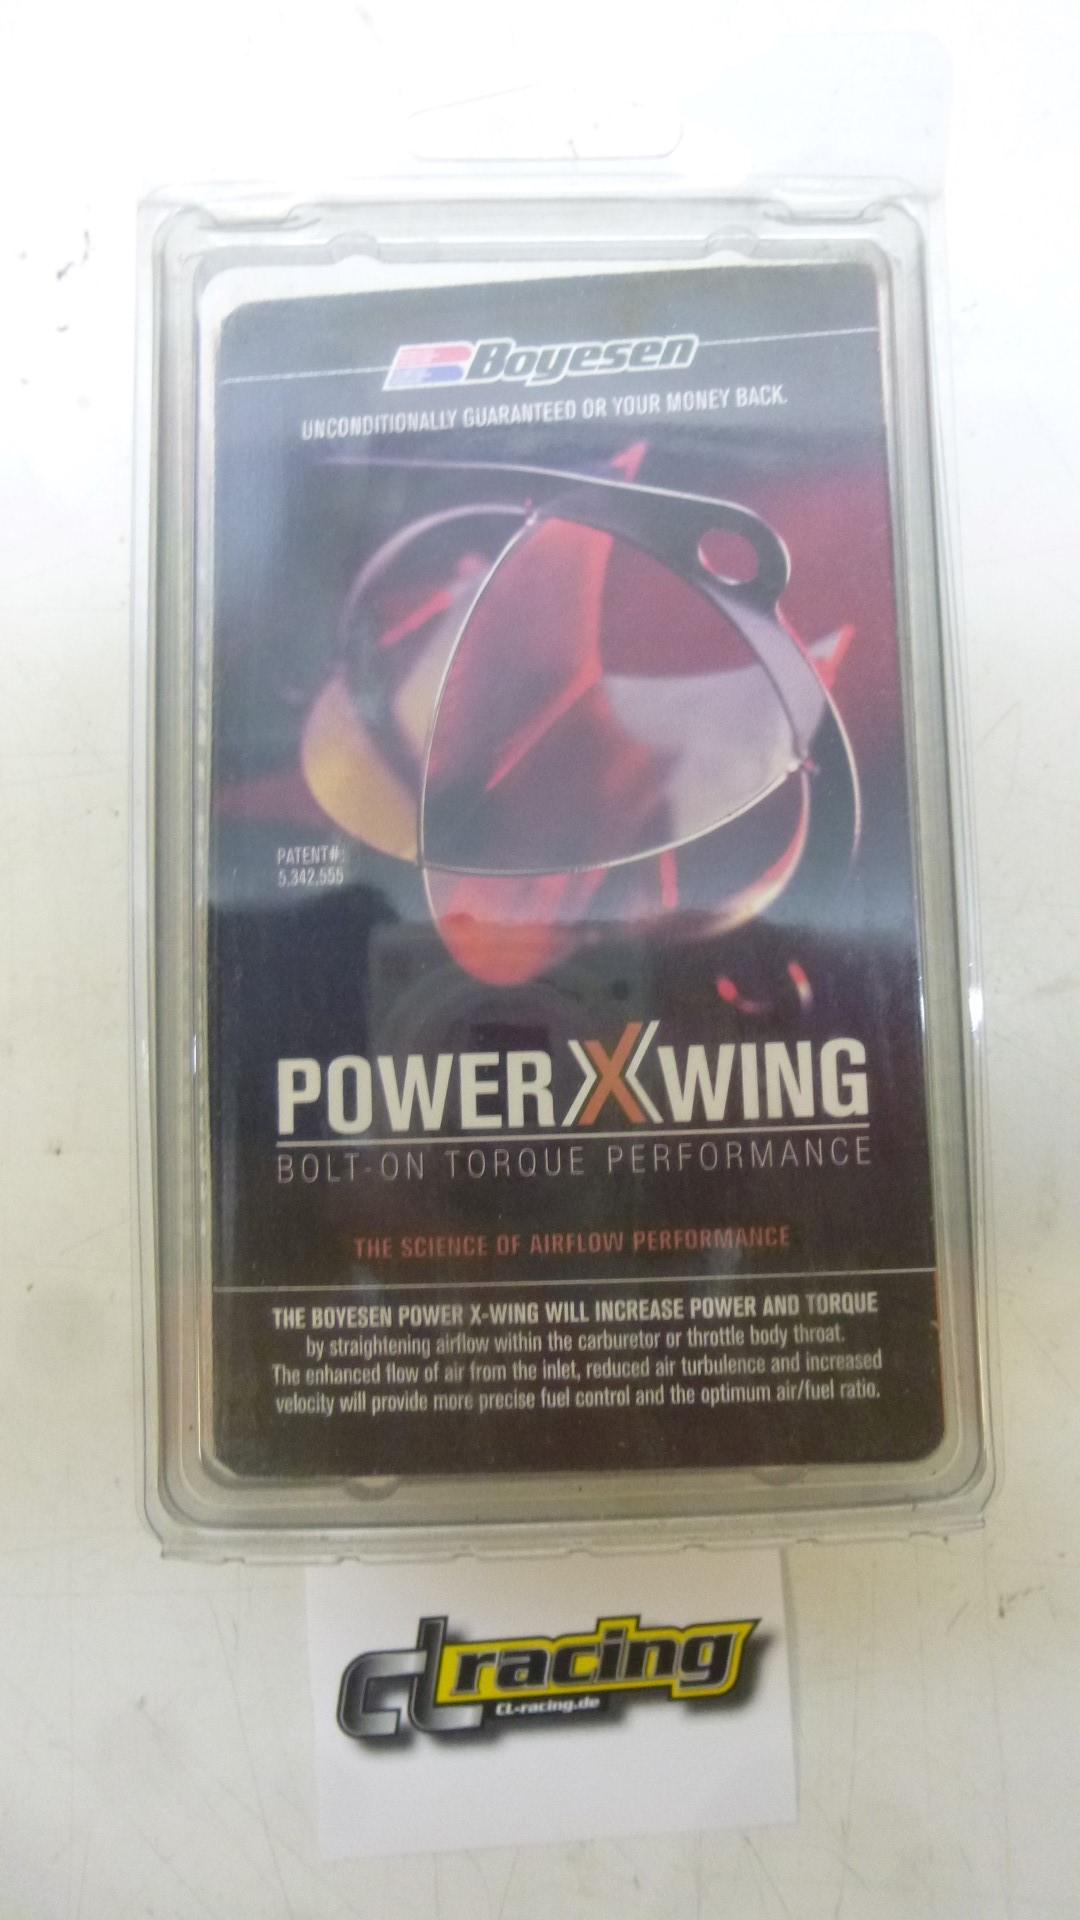 Boyesen
UNCONDITIONALLY GUARANTEED OR YOUR MONEY BACK.
PATENT#:
5,342,555
POWER X WING
BOLT-ON TORQUE PERFORMANCE
THE SCIENCE OF AIRFLOW PERFORMANCE
THE BOYESEN POWER X-WING WILL INCREASE POWER AND TORQUE
by straightening airflow within the carburetor or throttle body throat.
The enhanced flow of air from the inlet, reduced air turbulence and increased
velocity will provide more precise fuel control and the optimum air/fuel ratio.
cl racing
CL-racing.de